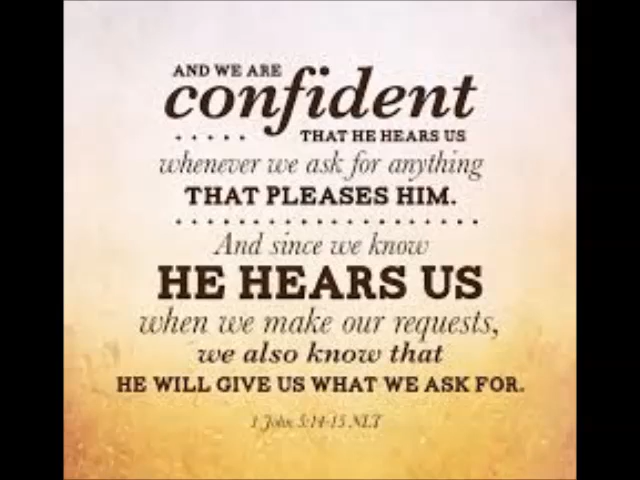 AND WE ARE
confident
THAT HE HEARS US
whenever we ask for anything
THAT PLEASES HIM.
And since we know
HE HEARS US
when we make our requests,
we also know that
HE WILL GIVE US WHAT WE ASK FOR.
1 John 5:14-15 NLT